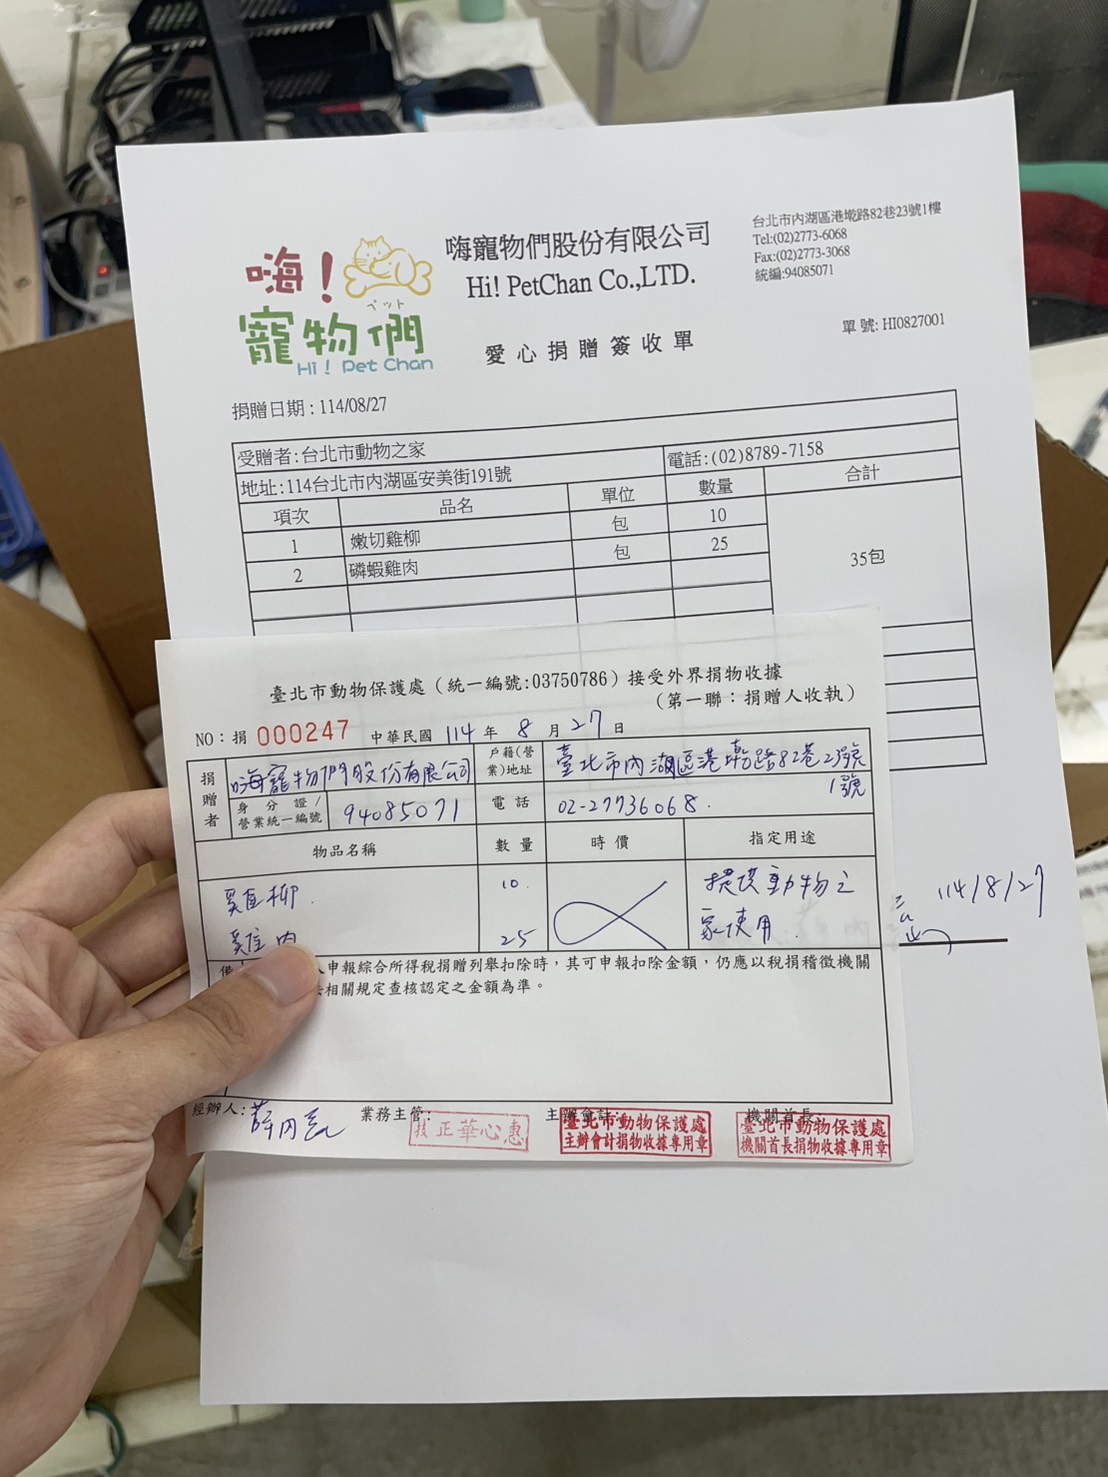 嗨！
寵物們
ペット
Hi！Pet Chan
嗨寵物們股份有限公司
Hi! PetChan Co.,LTD.
愛心捐贈簽收單
台北市內湖區港墘路82巷23號1樓
Tel:(02)2773-6068
Fax:(02)2773-3068
統編:94085071
單號: HI0827001
捐贈日期 : 114/08/27
受贈者:台北市動物之家
地址:114台北市內湖區安美街191號 電話:(02)8789-7158
項次 品名 單位 數量 合計
1 嫩切雞柳 包 10
2 磷蝦雞肉 包 25
35包
臺北市動物保護處（統一編號:03750786）接受外界捐物收據
（第一聯：捐贈人收執）
NO：捐 000247 中華民國 114 年 8 月 27 日
捐贈者 嗨寵物們股份有限公司 戶籍(營業)地址 臺北市內湖區港墘路82巷23號
1號
身分證/營業統一編號 94085071 電話 02-27736068.
物品名稱 數量 時價 指定用途
雞柳. 10. 提供動物之
雞肉 25 家使用.
申報綜合所得稅捐贈列舉扣除時，其可申報扣除金額，仍應以稅捐稽徵機關
相關規定查核認定之金額為準。
114/8/27
經辦人: 業務主管: 主辦會計: 機關首長
技正華心惠
臺北市動物保護處
主辦會計捐物收據專用章
臺北市動物保護處
機關首長捐物收據專用章